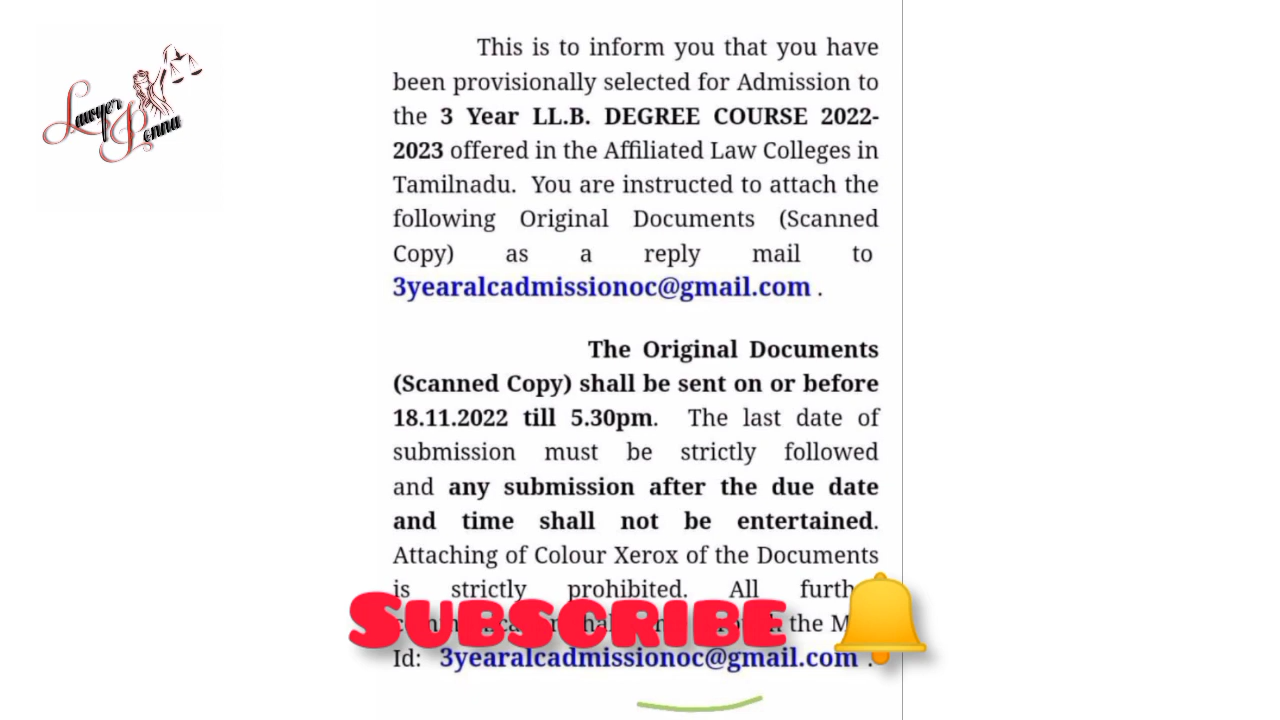 Lawyer
Penna
This is to inform you that you have
been provisionally selected for Admission to
the 3 Year LL.B. DEGREE COURSE 2022-
2023 offered in the Affiliated Law Colleges in
Tamilnadu. You are instructed to attach the
following Original Documents (Scanned
Copy) as a reply mail to
3yearalcadmissionoc@gmail.com .
The Original Documents
(Scanned Copy) shall be sent on or before
18.11.2022 till 5.30pm. The last date of
submission must be strictly followed
and any submission after the due date
and time shall not be entertained.
Attaching of Colour Xerox of the Documents
is strictly prohibited. All
SUBSCRIBE
the
Id: 3yearalcadmissionoc@gmail.com .